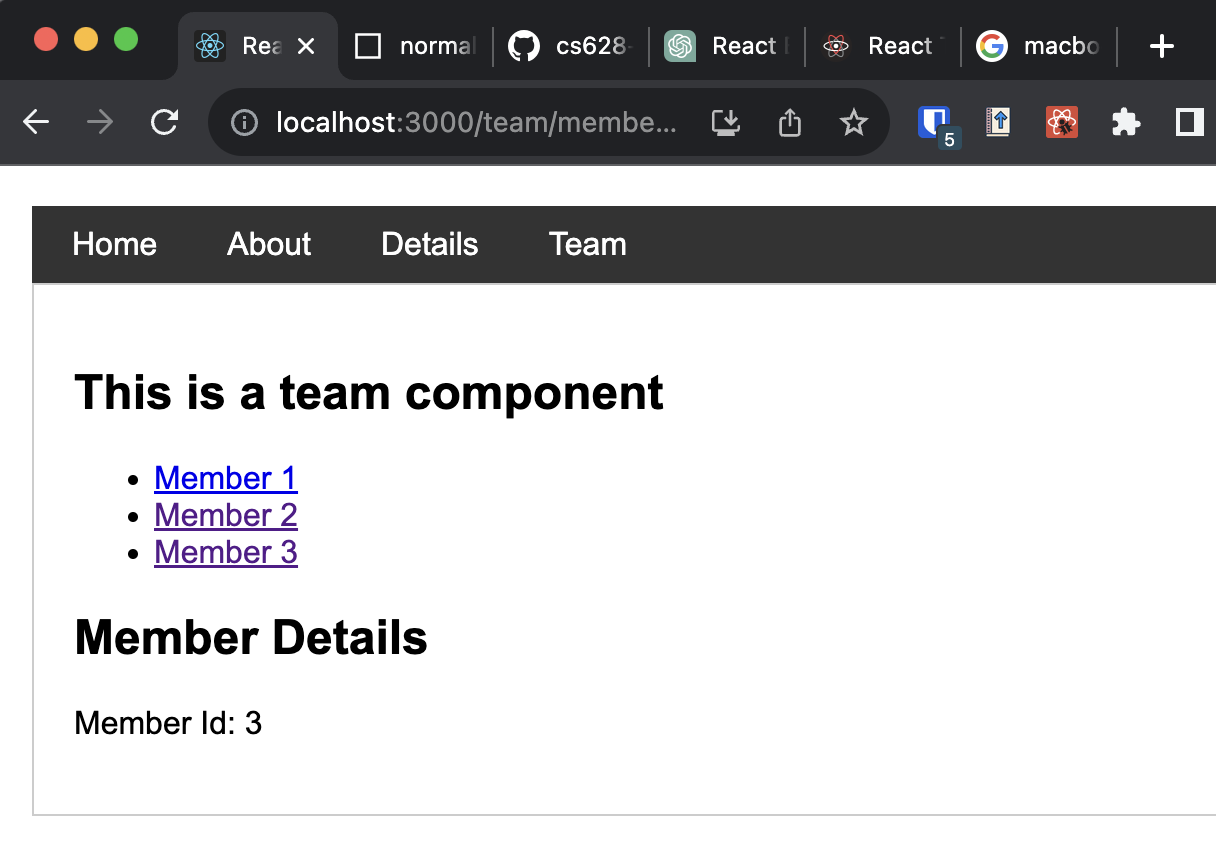 Rea
normal
cs628-
React
React
macbo
localhost:3000/team/membe...
5
Home About Details Team
This is a team component
Member 1
Member 2
Member 3
Member Details
Member Id: 3